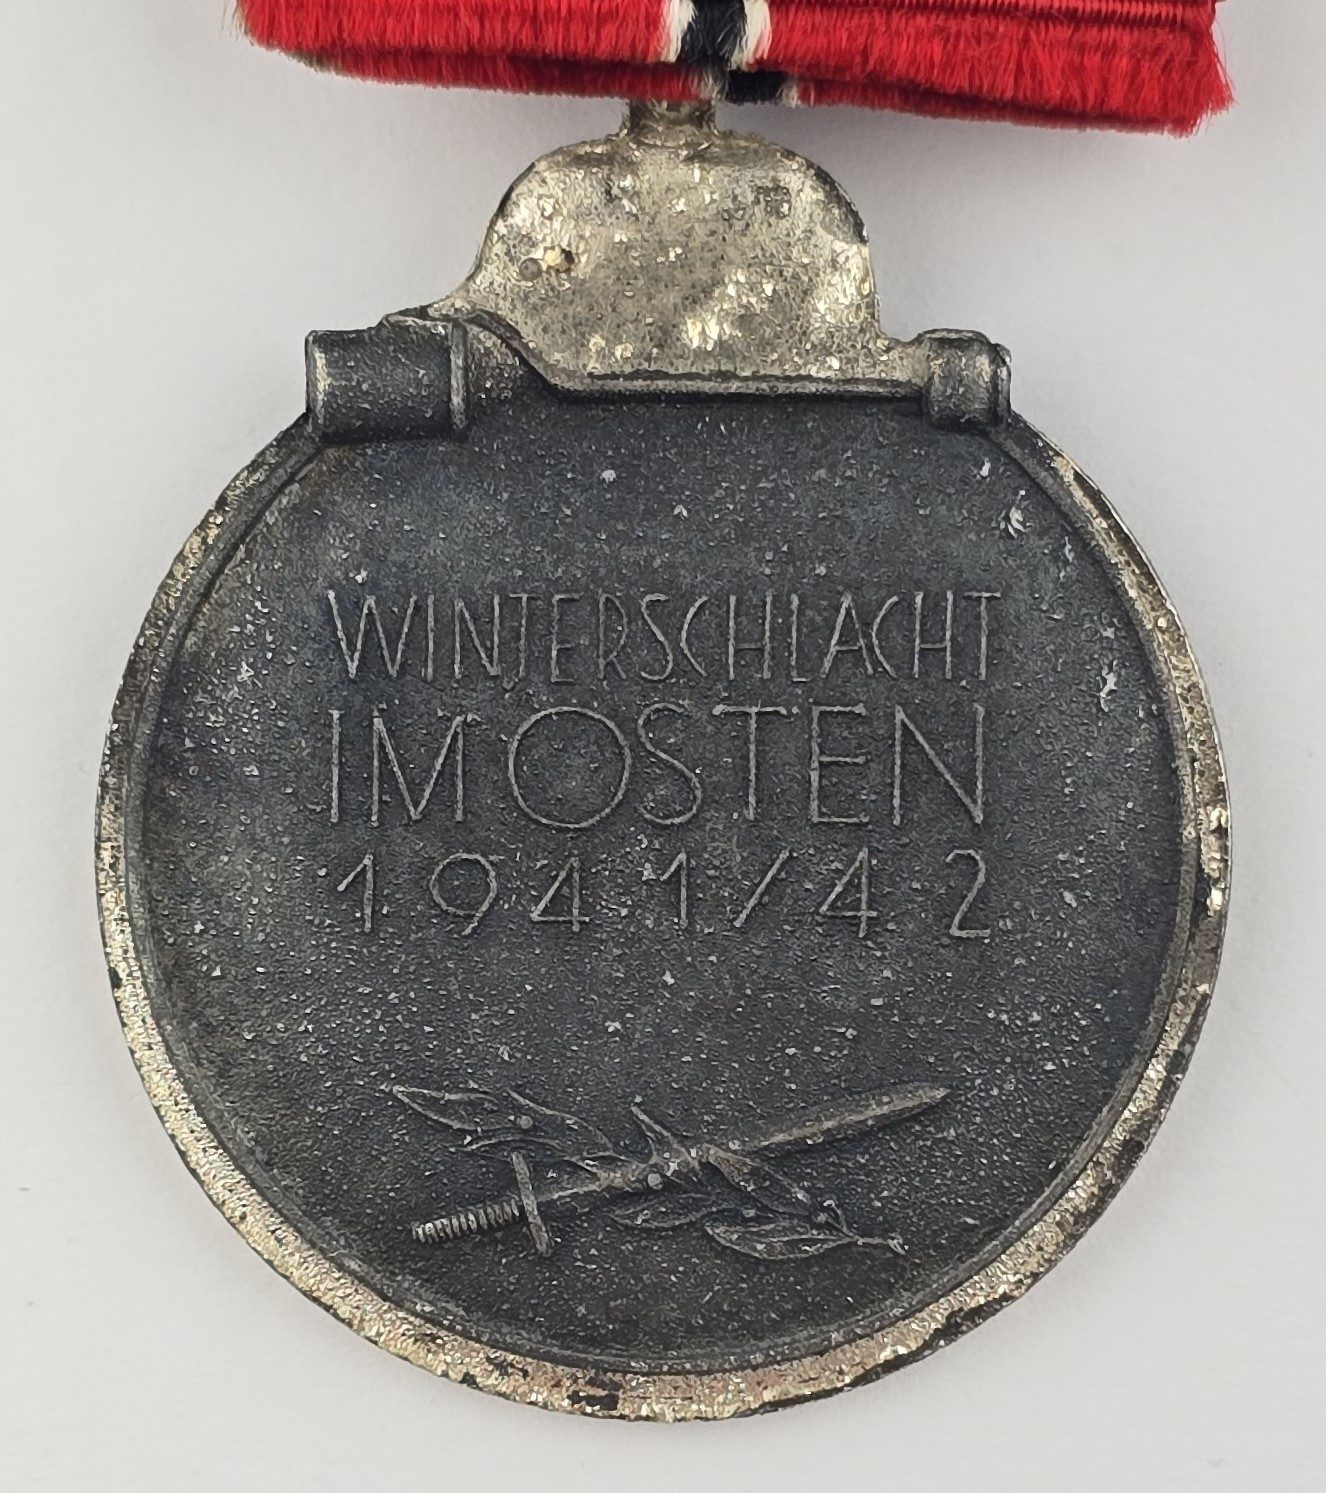 WINTERSCHLACHT
IM OSTEN
1941/42